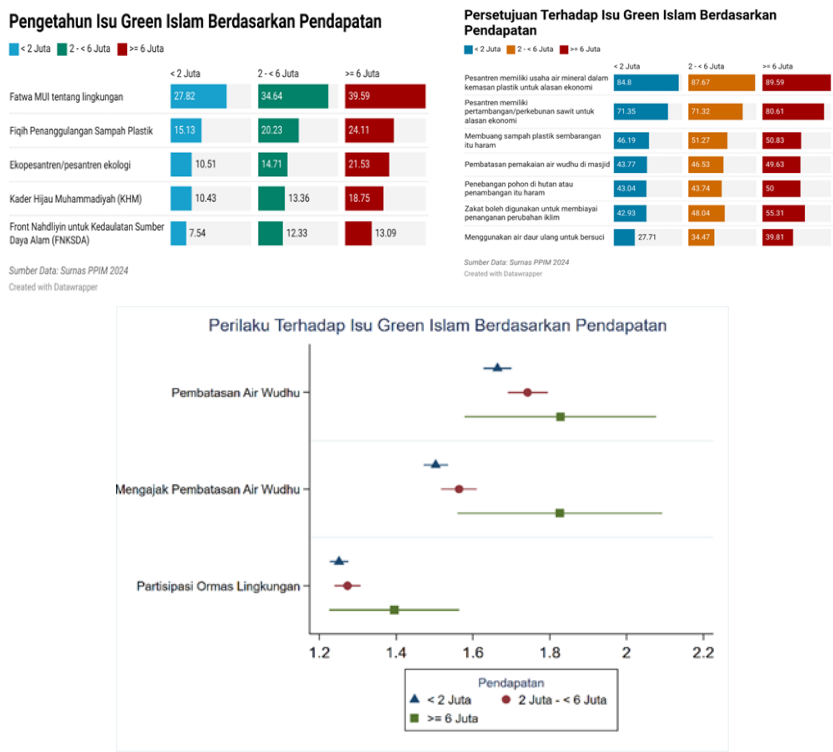 Pengetahun Isu Green Islam Berdasarkan Pendapatan
< 2 Juta 2 - < 6 Juta >= 6 Juta
< 2 Juta 2 - < 6 Juta >= 6 Juta
Fatwa MUI tentang lingkungan 27.82 34.64 39.59
Fiqih Penanggulangan Sampah Plastik 15.13 20.23 24.11
Ekopesantren/pesantren ekologi 10.51 14.71 21.53
Kader Hijau Muhammadiyah (KHM) 10.43 13.36 18.75
Front Nahdliyin untuk Kedaulatan Sumber
Daya Alam (FNKSDA) 7.54 12.33 13.09
Sumber Data: Surnas PPIM 2024
Created with Datawrapper
Persetujuan Terhadap Isu Green Islam Berdasarkan
Pendapatan
< 2 Juta 2 - < 6 Juta >= 6 Juta
< 2 Juta 2 - < 6 Juta >= 6 Juta
Pesantren memiliki usaha air mineral dalam
kemasan plastik untuk alasan ekonomi 84.8 87.67 89.59
Pesantren memiliki
pertambangan/perkebunan sawit untuk
alasan ekonomi 71.35 71.32 80.61
Membuang sampah plastik sembarangan
itu haram 46.19 51.27 50.83
Pembatasan pemakaian air wudhu di masjid 43.77 46.53 49.63
Penebangan pohon di hutan atau
penambangan itu haram 43.04 43.74 50
Zakat boleh digunakan untuk membiayai
penanganan perubahan iklim 42.93 48.04 55.31
Menggunakan air daur ulang untuk bersuci 27.71 34.47 39.81
Sumber Data: Surnas PPIM 2024
Created with Datawrapper
Perilaku Terhadap Isu Green Islam Berdasarkan Pendapatan
Pembatasan Air Wudhu
Mengajak Pembatasan Air Wudhu
Partisipasi Ormas Lingkungan
1.2 1.4 1.6 1.8 2 2.2
Pendapatan
< 2 Juta 2 Juta - < 6 Juta
>= 6 Juta